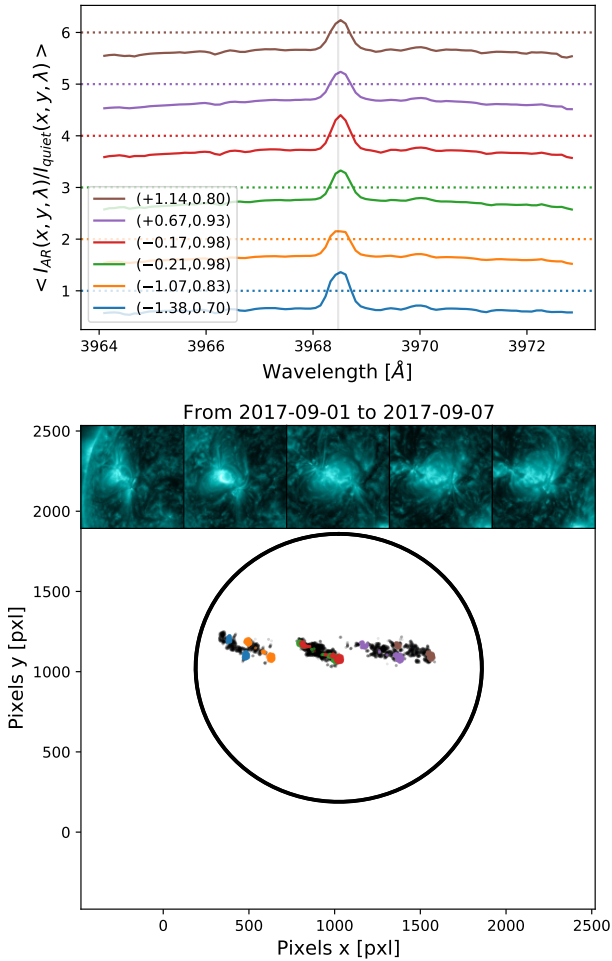 < I_AR(x, y, λ)/I_quiet(x, y, λ) >
6
5
4
3
2
1
(+1.14,0.80)
(+0.67,0.93)
(−0.17,0.98)
(−0.21,0.98)
(−1.07,0.83)
(−1.38,0.70)
3964 3966 3968 3970 3972
Wavelength [Å]
From 2017-09-01 to 2017-09-07
Pixels y [pxl]
2500
2000
1500
1000
500
0
0 500 1000 1500 2000 2500
Pixels x [pxl]